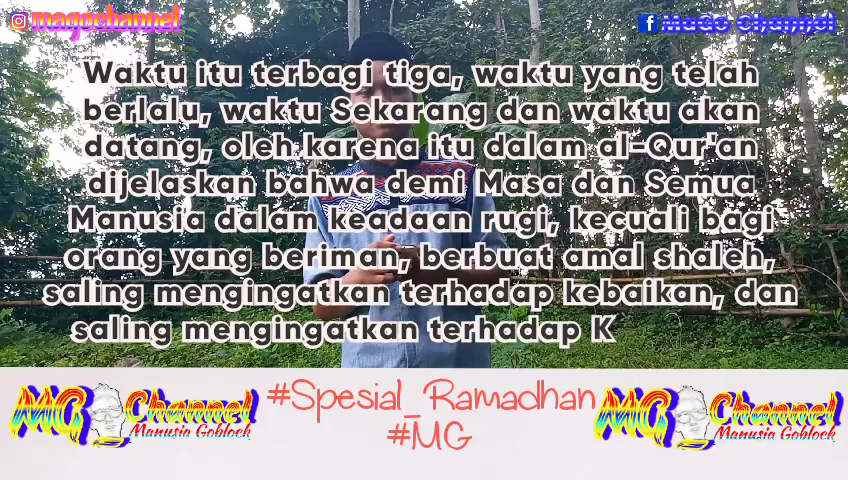 magochannel
MaGo Channel
Waktu itu terbagi tiga, waktu yang telah
berlalu, waktu Sekarang dan waktu akan
datang, oleh karena itu dalam al-Qur'an
dijelaskan bahwa demi Masa dan Semua
Manusia dalam keadaan rugi, kecuali bagi
orang yang beriman, berbuat amal shaleh,
saling mengingatkan terhadap kebaikan, dan
saling mengingatkan terhadap K
#Spesial_Ramadhan
#MG
MG Channel
Manusia Goblock
MG Channel
Manusia Goblock